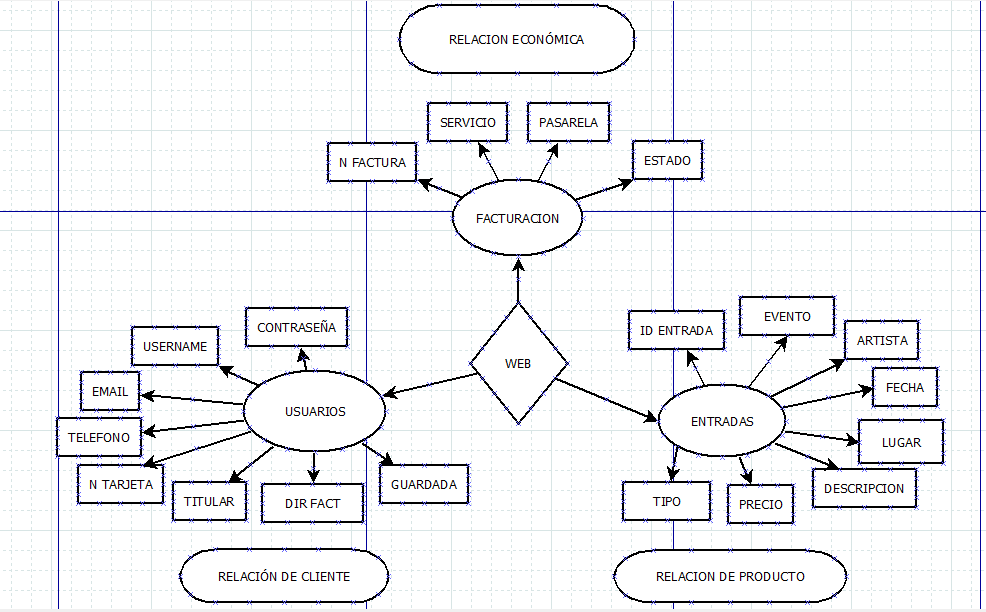 RELACION ECONÓMICA
SERVICIO
PASARELA
N FACTURA
ESTADO
FACTURACION
CONTRASEÑA
USERNAME
EMAIL
USUARIOS
TELEFONO
N TARJETA
TITULAR
DIR FACT
GUARDADA
WEB
ID ENTRADA
EVENTO
ARTISTA
FECHA
ENTRADAS
LUGAR
DESCRIPCION
TIPO
PRECIO
RELACIÓN DE CLIENTE
RELACION DE PRODUCTO